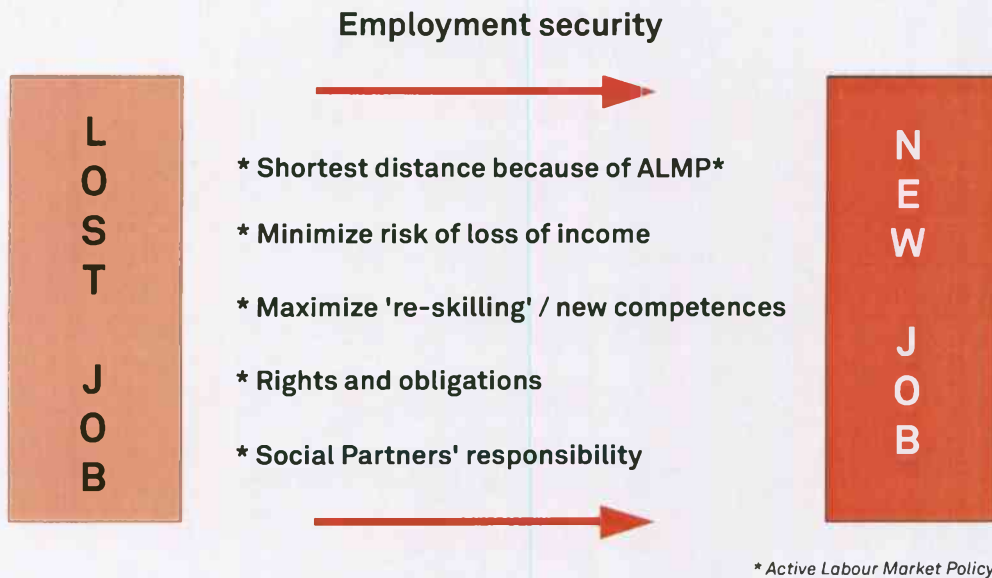 Employment security
LOST JOB
* Shortest distance because of ALMP*
* Minimize risk of loss of income
* Maximize 're-skilling' / new competences
* Rights and obligations
* Social Partners' responsibility
NEW JOB
* Active Labour Market Policy